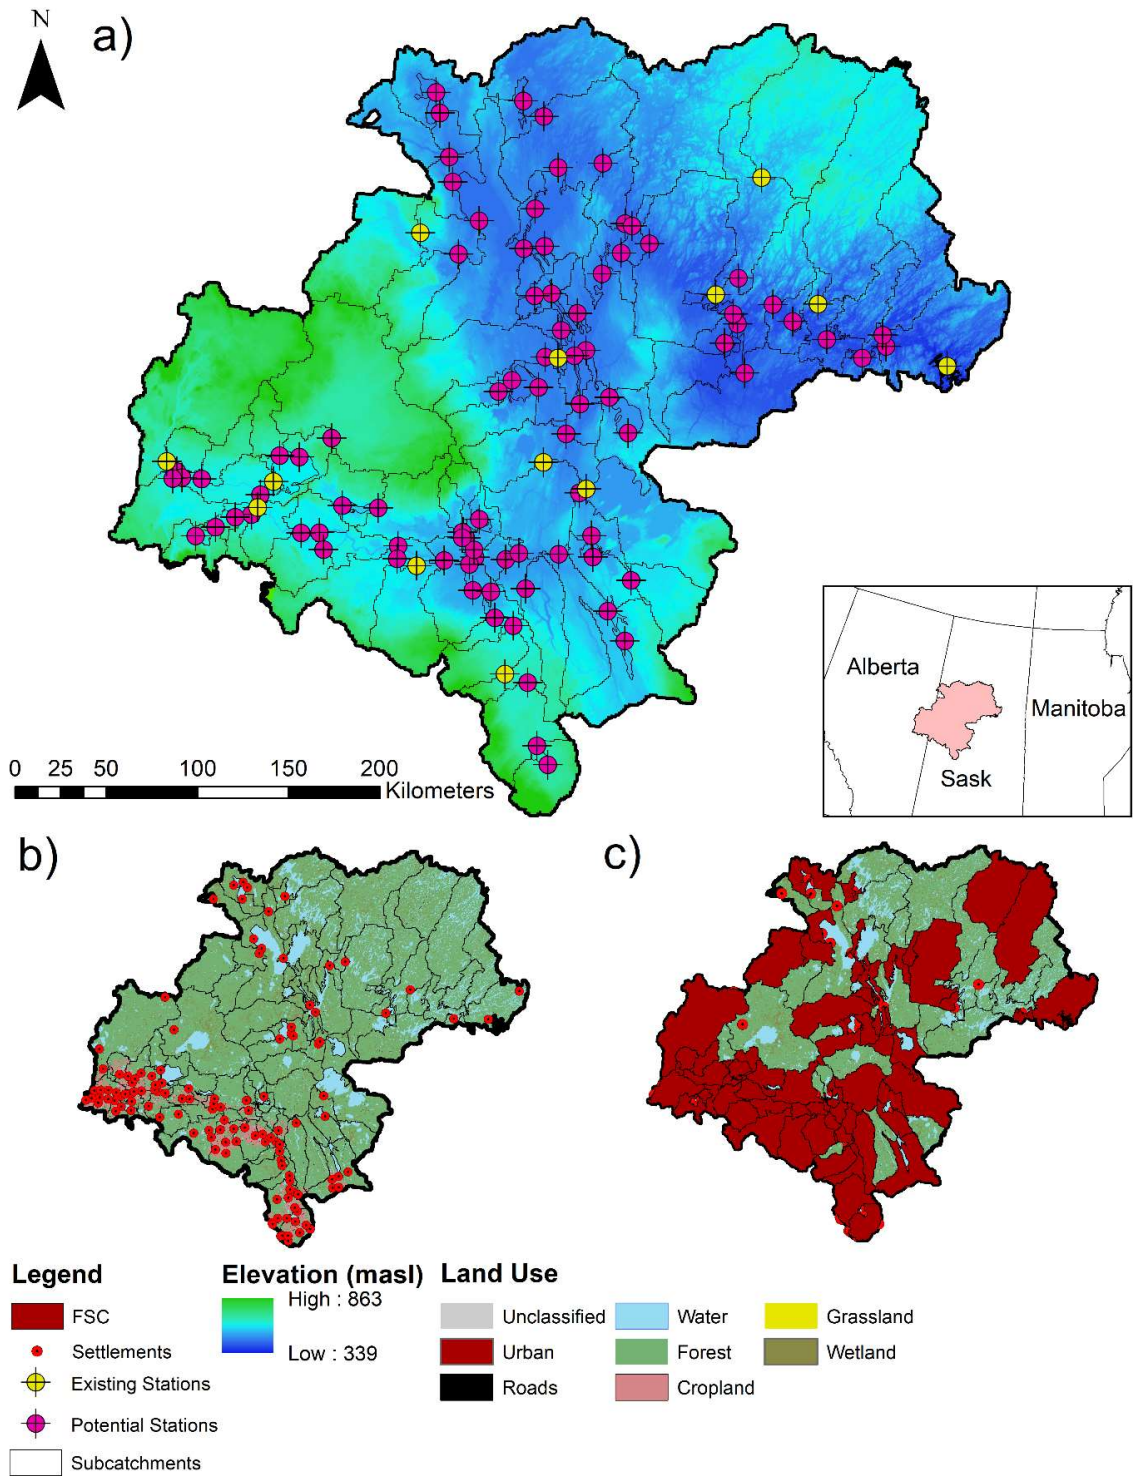 N
a)
Alberta
Manitoba
Sask
0 25 50 100 150 200
Kilometers
b)
c)
Legend
FSC
Settlements
Existing Stations
Potential Stations
Subcatchments
Elevation (masl)
High : 863
Low : 339
Land Use
Unclassified
Urban
Roads
Water
Forest
Cropland
Grassland
Wetland